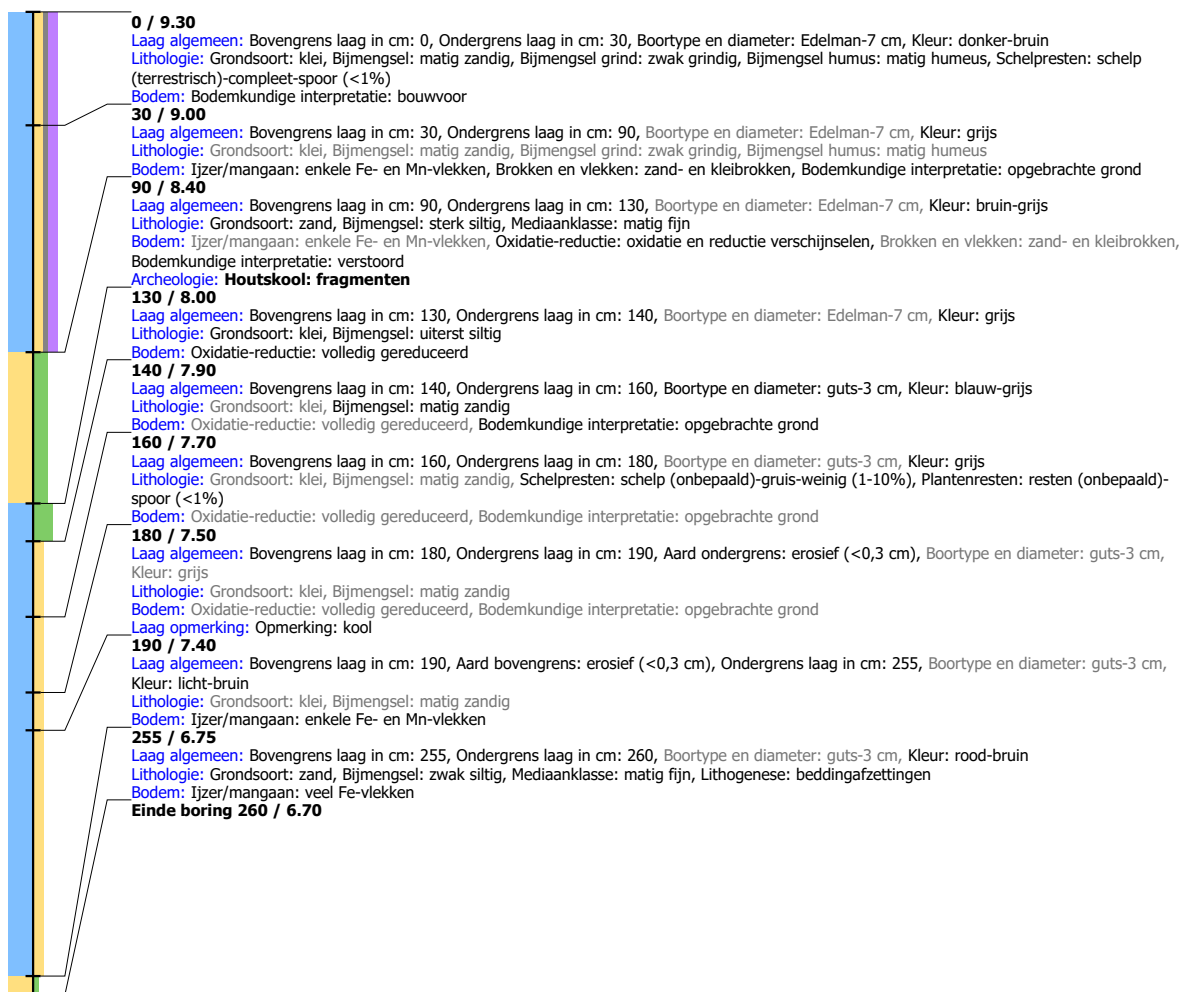 0 / 9.30
Laag algemeen: Bovengrens laag in cm: 0, Ondergrens laag in cm: 30, Boortype en diameter: Edelman-7 cm, Kleur: donker-bruin
Lithologie: Grondsoort: klei, Bijmengsel: matig zandig, Bijmengsel grind: zwak grindig, Bijmengsel humus: matig humeus, Schelpresten: schelp
(terrestrisch)-compleet-spoor (<1%)
Bodem: Bodemkundige interpretatie: bouwvoor
30 / 9.00
Laag algemeen: Bovengrens laag in cm: 30, Ondergrens laag in cm: 90, Boortype en diameter: Edelman-7 cm, Kleur: grijs
Lithologie: Grondsoort: klei, Bijmengsel: matig zandig, Bijmengsel grind: zwak grindig, Bijmengsel humus: matig humeus
Bodem: Ijzer/mangaan: enkele Fe- en Mn-vlekken, Brokken en vlekken: zand- en kleibrokken, Bodemkundige interpretatie: opgebrachte grond
90 / 8.40
Laag algemeen: Bovengrens laag in cm: 90, Ondergrens laag in cm: 130, Boortype en diameter: Edelman-7 cm, Kleur: bruin-grijs
Lithologie: Grondsoort: zand, Bijmengsel: sterk siltig, Mediaanklasse: matig fijn
Bodem: Ijzer/mangaan: enkele Fe- en Mn-vlekken, Oxidatie-reductie: oxidatie en reductie verschijnselen, Brokken en vlekken: zand- en kleibrokken,
Bodemkundige interpretatie: verstoord
Archeologie: Houtskool: fragmenten
130 / 8.00
Laag algemeen: Bovengrens laag in cm: 130, Ondergrens laag in cm: 140, Boortype en diameter: Edelman-7 cm, Kleur: grijs
Lithologie: Grondsoort: klei, Bijmengsel: uiterst siltig
Bodem: Oxidatie-reductie: volledig gereduceerd
140 / 7.90
Laag algemeen: Bovengrens laag in cm: 140, Ondergrens laag in cm: 160, Boortype en diameter: guts-3 cm, Kleur: blauw-grijs
Lithologie: Grondsoort: klei, Bijmengsel: matig zandig
Bodem: Oxidatie-reductie: volledig gereduceerd, Bodemkundige interpretatie: opgebrachte grond
160 / 7.70
Laag algemeen: Bovengrens laag in cm: 160, Ondergrens laag in cm: 180, Boortype en diameter: guts-3 cm, Kleur: grijs
Lithologie: Grondsoort: klei, Bijmengsel: matig zandig, Schelpresten: schelp (onbepaald)-gruis-weinig (1-10%), Plantenresten: resten (onbepaald)-
spoor (<1%)
Bodem: Oxidatie-reductie: volledig gereduceerd, Bodemkundige interpretatie: opgebrachte grond
180 / 7.50
Laag algemeen: Bovengrens laag in cm: 180, Ondergrens laag in cm: 190, Aard ondergrens: erosief (<0,3 cm), Boortype en diameter: guts-3 cm,
Kleur: grijs
Lithologie: Grondsoort: klei, Bijmengsel: matig zandig
Bodem: Oxidatie-reductie: volledig gereduceerd, Bodemkundige interpretatie: opgebrachte grond
Laag opmerking: Opmerking: kool
190 / 7.40
Laag algemeen: Bovengrens laag in cm: 190, Aard bovengrens: erosief (<0,3 cm), Ondergrens laag in cm: 255, Boortype en diameter: guts-3 cm,
Kleur: licht-bruin
Lithologie: Grondsoort: klei, Bijmengsel: matig zandig
Bodem: Ijzer/mangaan: enkele Fe- en Mn-vlekken
255 / 6.75
Laag algemeen: Bovengrens laag in cm: 255, Ondergrens laag in cm: 260, Boortype en diameter: guts-3 cm, Kleur: rood-bruin
Lithologie: Grondsoort: zand, Bijmengsel: zwak siltig, Mediaanklasse: matig fijn, Lithogenese: beddingafzettingen
Bodem: Ijzer/mangaan: veel Fe-vlekken
Einde boring 260 / 6.70